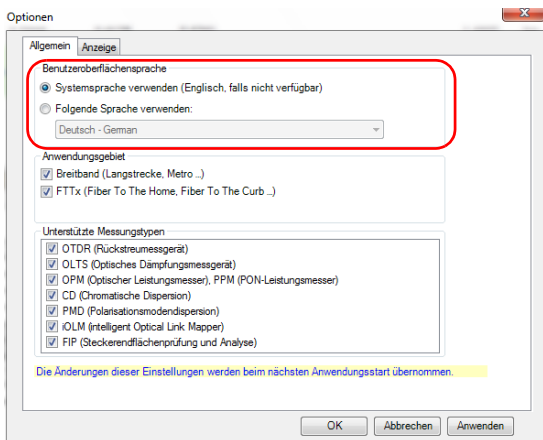 Optionen
Allgemein
Anzeige
Benutzeroberflächensprache
Systemsprache verwenden (Englisch, falls nicht verfügbar)
Folgende Sprache verwenden:
Deutsch - German
Anwendungsgebiet
Breitband (Langstrecke, Metro ...)
FTTx (Fiber To The Home, Fiber To The Curb ...)
Unterstützte Messungstypen
OTDR (Rückstreumessgerät)
OLTS (Optisches Dämpfungsmessgerät)
OPM (Optischer Leistungsmesser), PPM (PON-Leistungsmesser)
CD (Chromatische Dispersion)
PMD (Polarisationsmodendispersion)
iOLM (intelligent Optical Link Mapper)
FIP (Steckerendflächenprüfung und Analyse)
Die Änderungen dieser Einstellungen werden beim nächsten Anwendungsstart übernommen.
OK
Abbrechen
Anwenden